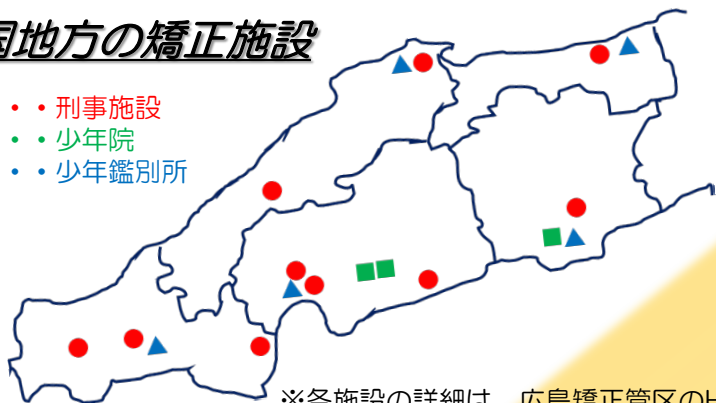 国地方の矯正施設
・・刑事施設
・・少年院
・・少年鑑別所
※各施設の詳細は、広島矯正管区のH